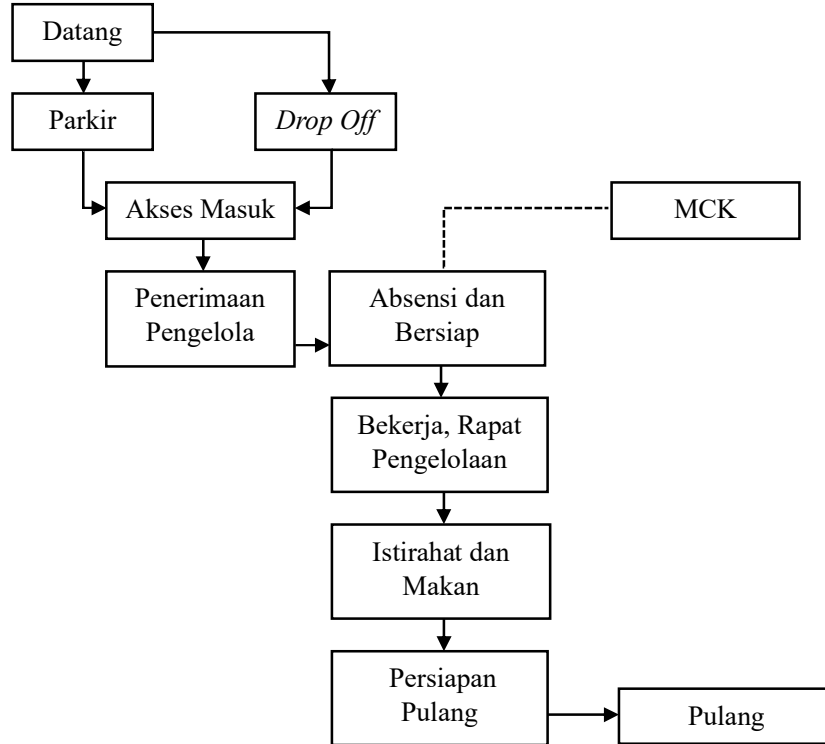 Datang
Parkir
Drop Off
Akses Masuk
MCK
Penerimaan
Pengelola
Absensi dan
Bersiap
Bekerja, Rapat
Pengelolaan
Istirahat dan
Makan
Persiapan
Pulang
Pulang